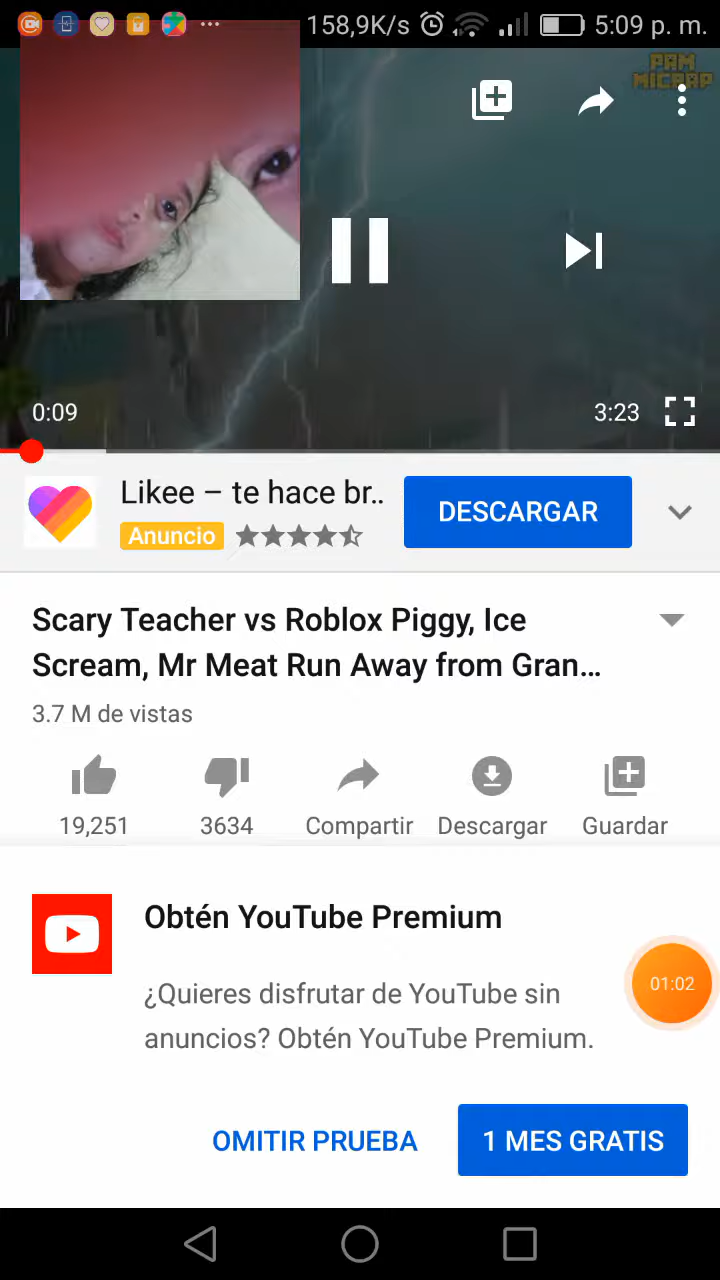 158,9K/s 5:09 p. m.
PAM
MICRAP
0:09
3:23
Likee – te hace br..
DESCARGAR
Anuncio
Scary Teacher vs Roblox Piggy, Ice
Scream, Mr Meat Run Away from Gran...
3.7 M de vistas
19,251
3634
Compartir
Descargar
Guardar
Obtén YouTube Premium
¿Quieres disfrutar de YouTube sin
anuncios? Obtén YouTube Premium.
01:02
OMITIR PRUEBA
1 MES GRATIS